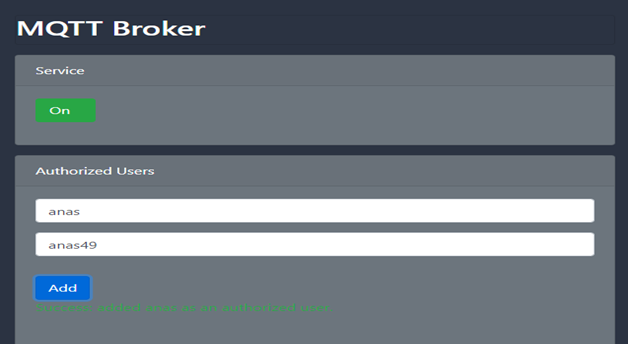 MQTT Broker
Service
On
Authorized Users
anas
anas49
Add
Success: added anas as an authorized user.